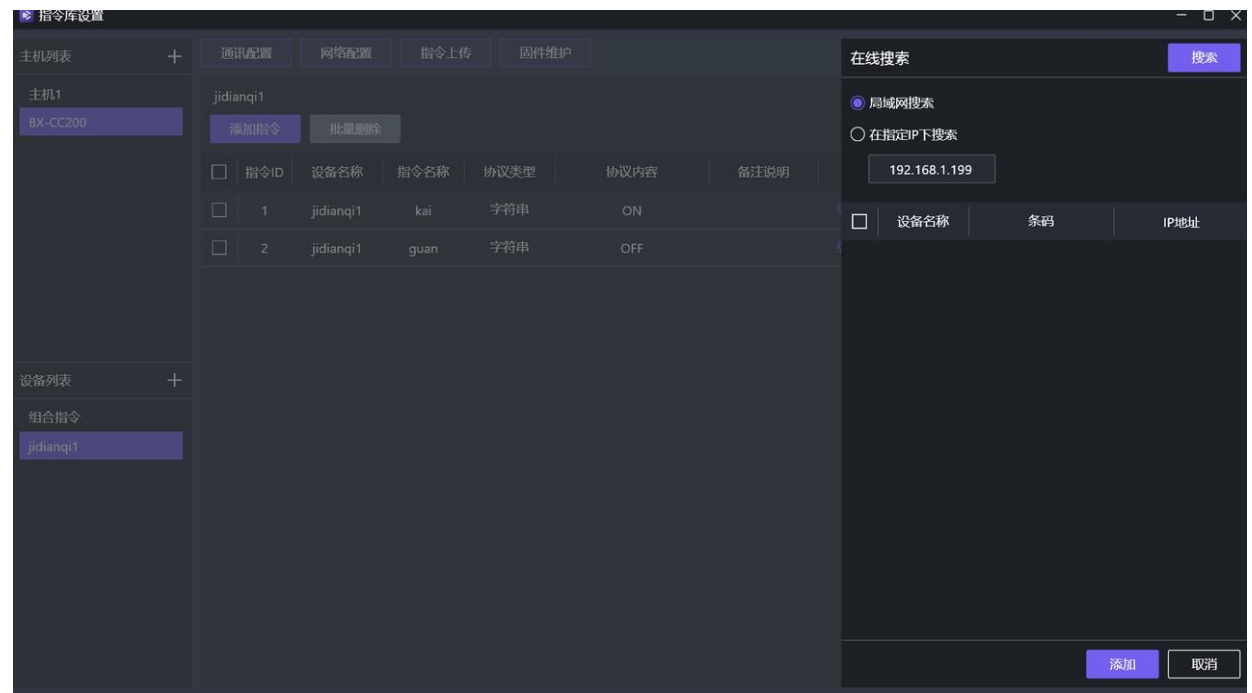 指令库设置
主机列表 +
主机1
BX-CC200
设备列表 +
组合指令
jidianqi1
通讯配置 网络配置 指令上传 固件维护
jidianqi1
添加指令 批量删除
指令ID 设备名称 指令名称 协议类型 协议内容 备注说明
1 jidianqi1 kai 字符串 ON
2 jidianqi1 guan 字符串 OFF
在线搜索 搜索
局域网搜索
在指定IP下搜索
192.168.1.199
设备名称 条码 IP地址
添加 取消